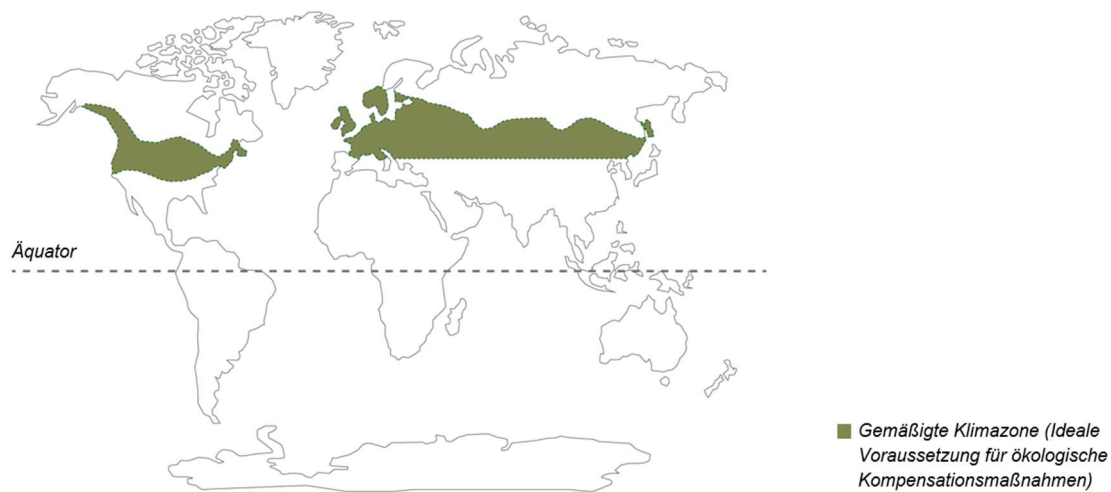 Äquator
Gemäßigte Klimazone (Ideale
Voraussetzung für ökologische
Kompensationsmaßnahmen)